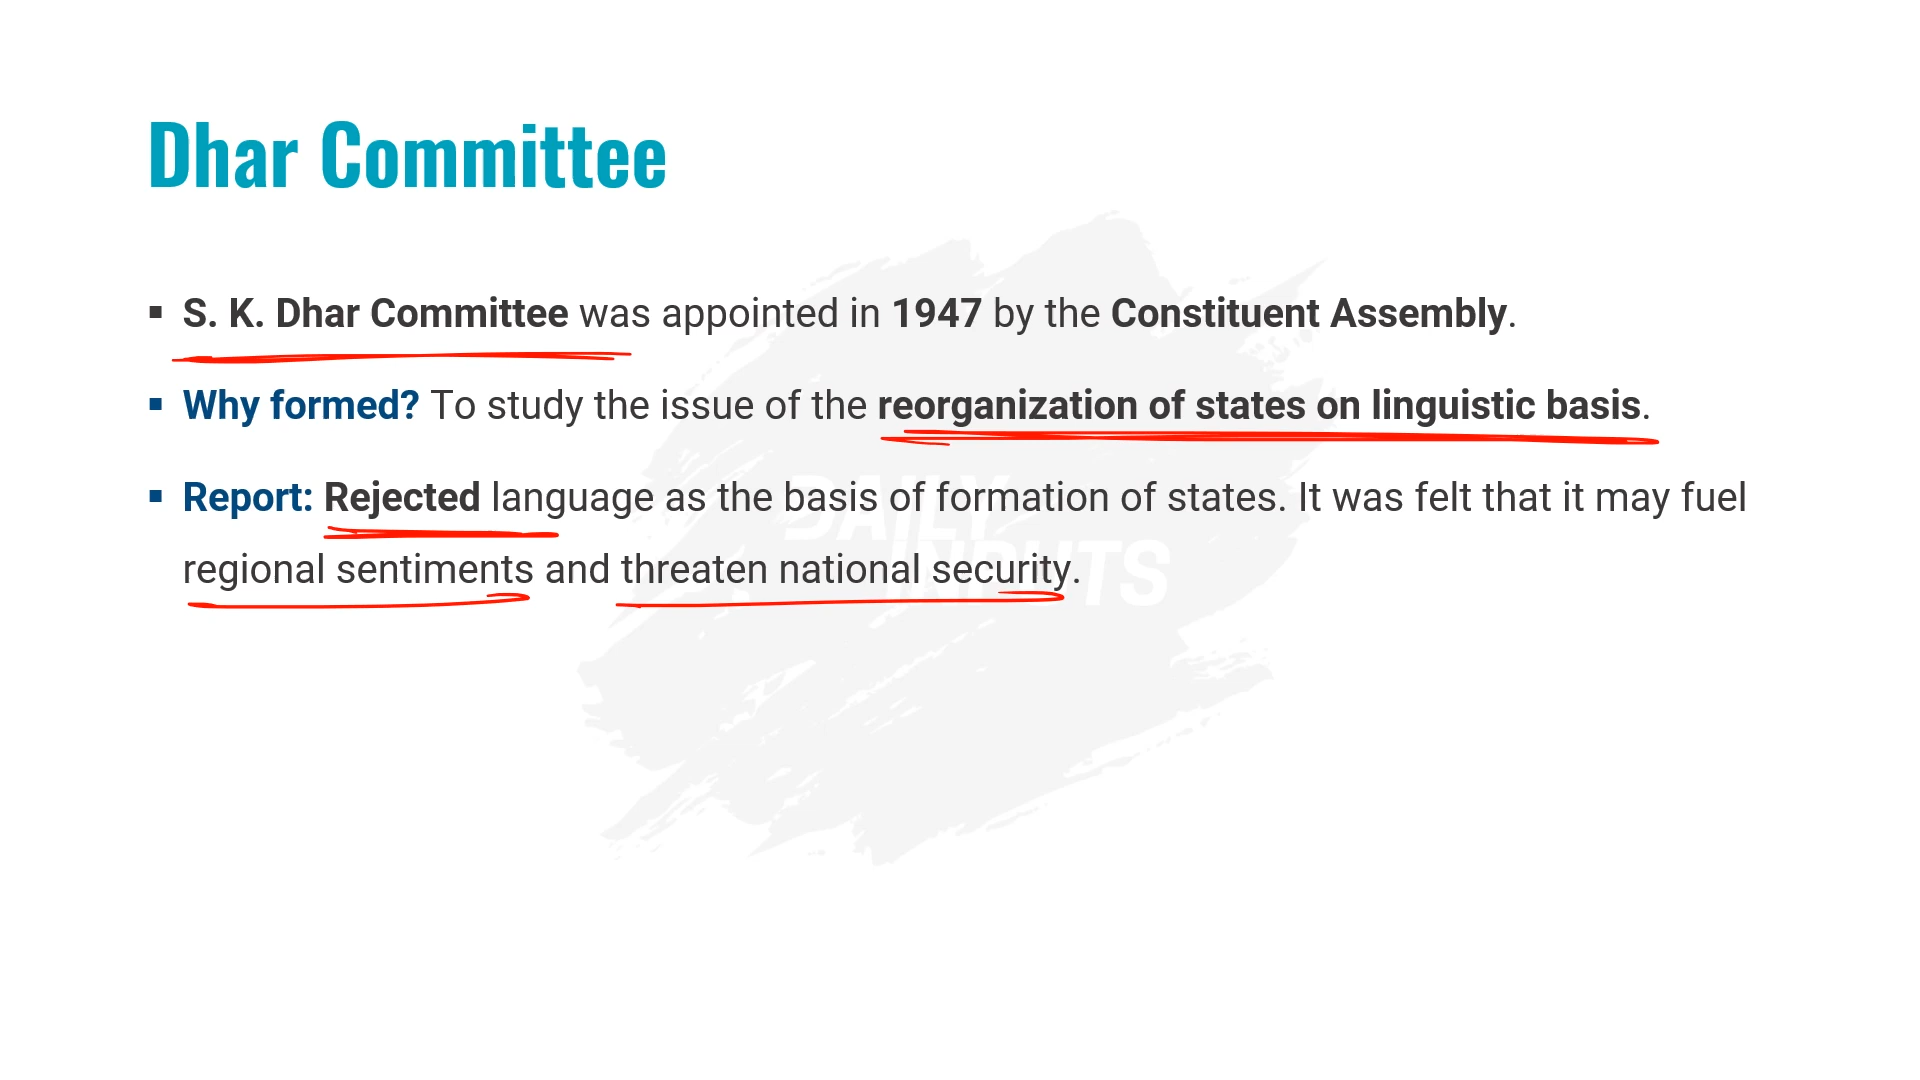 Dhar Committee
▪ S. K. Dhar Committee was appointed in 1947 by the Constituent Assembly.
▪ Why formed? To study the issue of the reorganization of states on linguistic basis.
▪ Report: Rejected language as the basis of formation of states. It was felt that it may fuel
regional sentiments and threaten national security.
DAILY
INPUTS